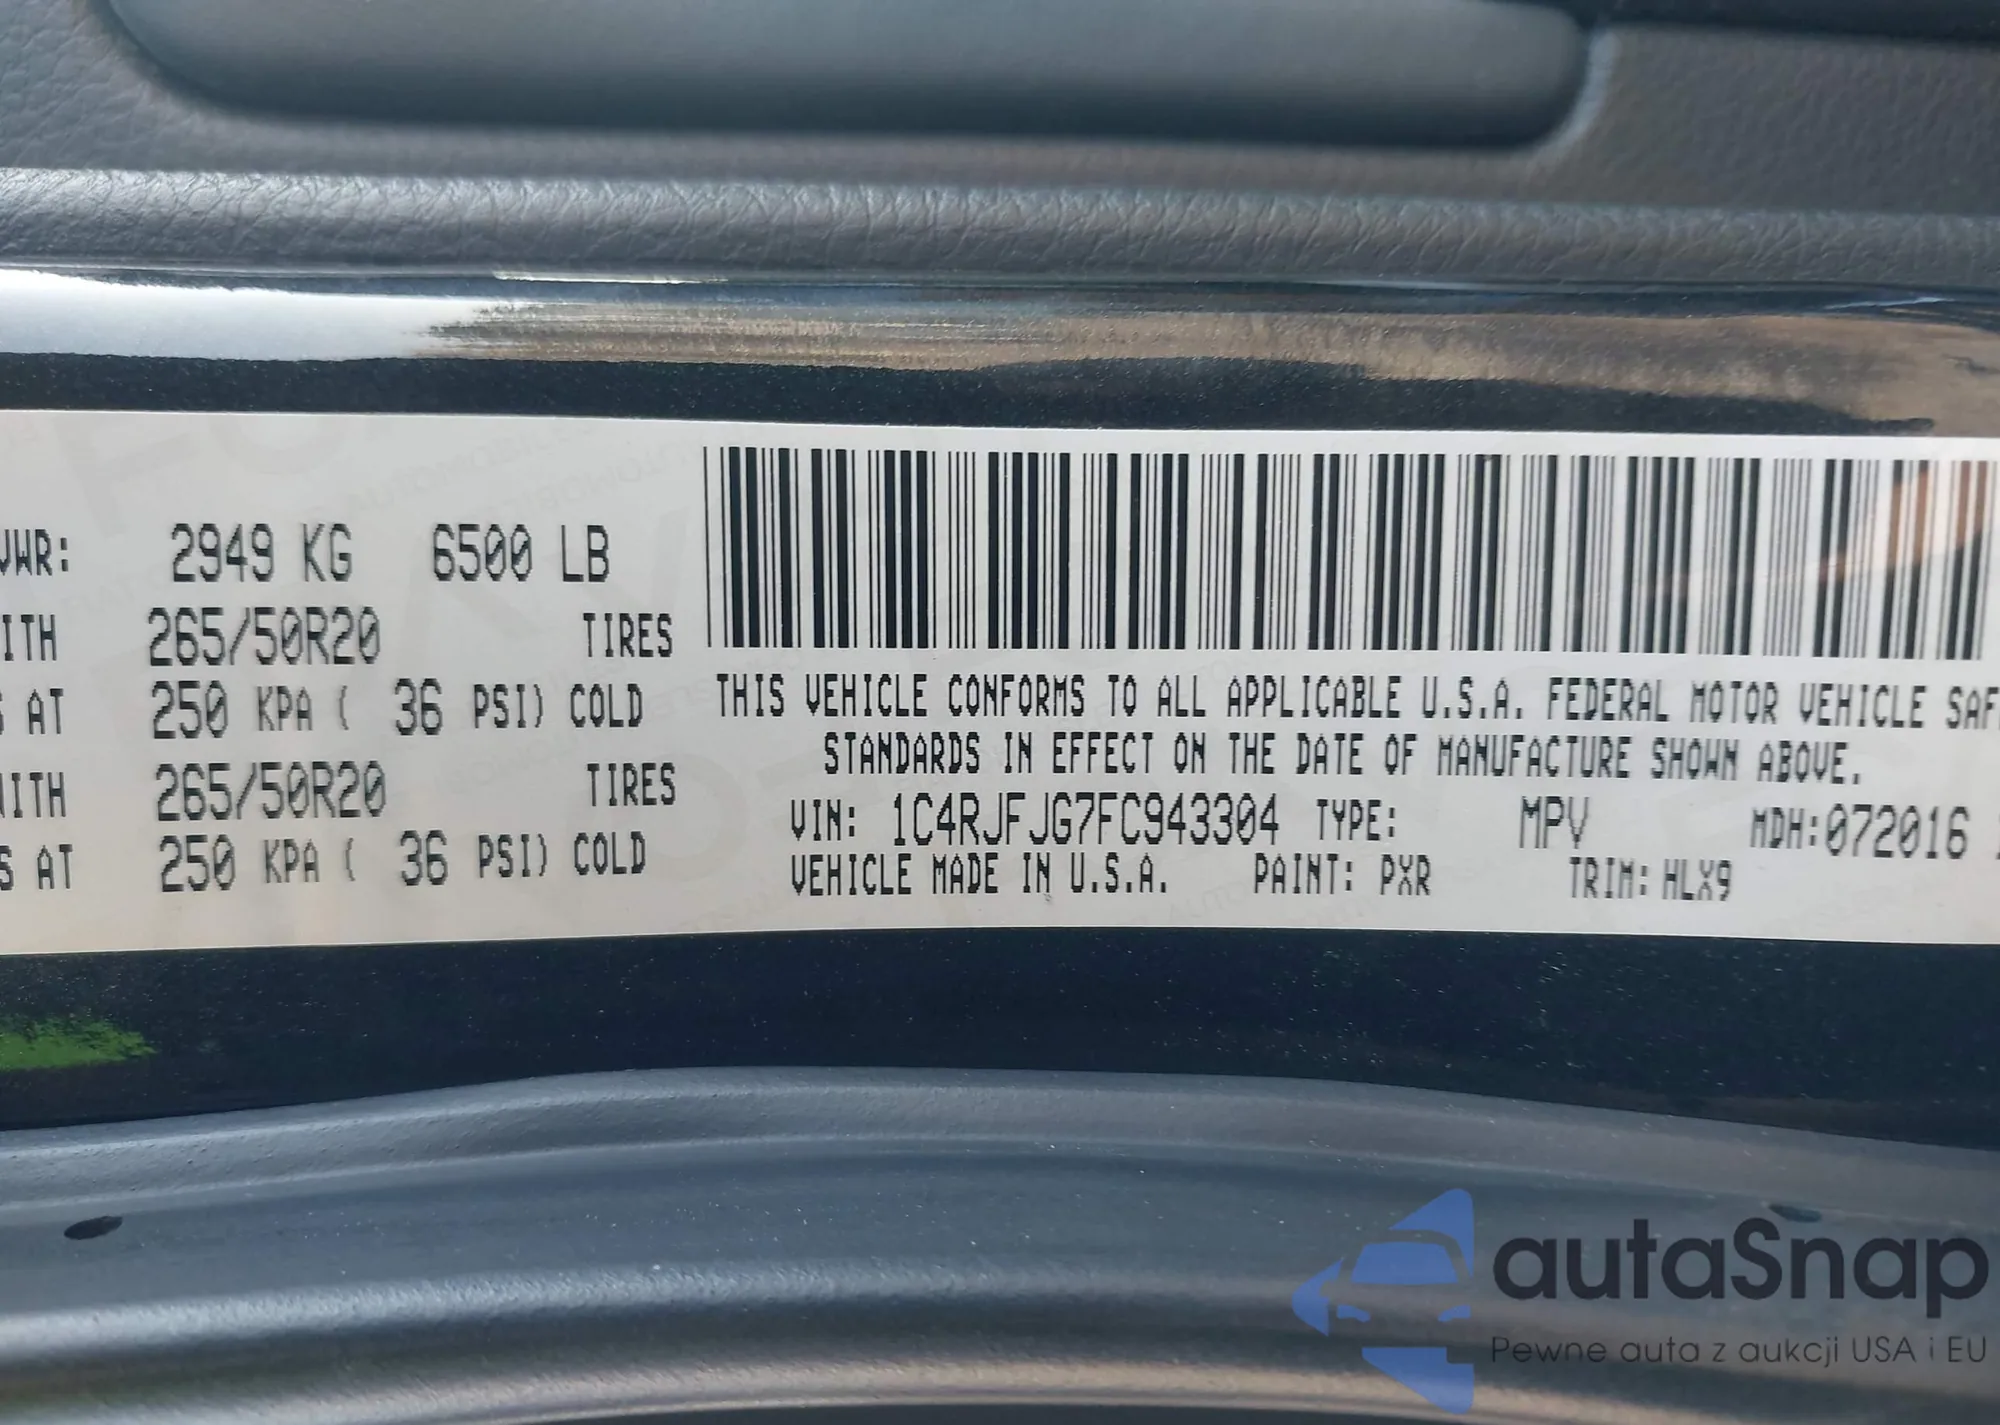 VWR: 2949 KG 6500 LB
ITH 265/50R20 TIRES
S AT 250 KPA ( 36 PSI) COLD
ITH 265/50R20 TIRES
S AT 250 KPA ( 36 PSI) COLD
THIS VEHICLE CONFORMS TO ALL APPLICABLE U.S.A. FEDERAL MOTOR VEHICLE SAF
STANDARDS IN EFFECT ON THE DATE OF MANUFACTURE SHOWN ABOVE.
VIN: 1C4RJFJG7FC943304 TYPE: MPV MDH: 072016
VEHICLE MADE IN U.S.A. PAINT: PXR TRIM: HLX9
autaSnap
Pewne auta z aukcji USA i EU